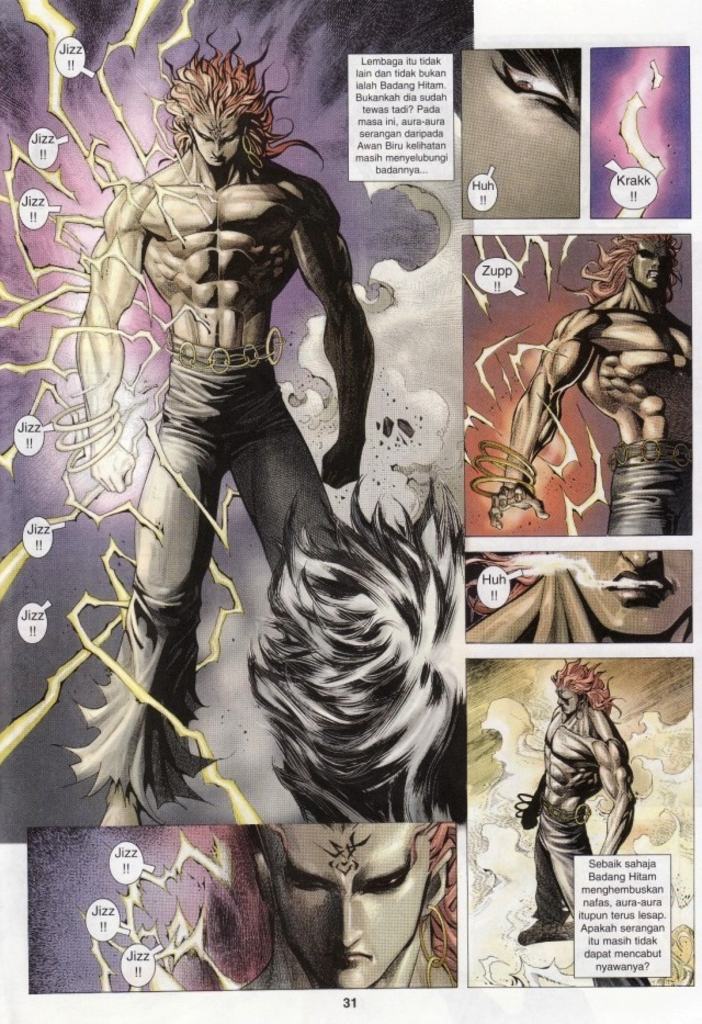 Jizz
!!
Jizz
!!
Jizz
!!
Jizz
!!
Jizz
!!
Jizz
!!
Lembaga itu tidak
lain dan tidak bukan
ialah Badang Hitam.
Bukankah dia sudah
tewas tadi? Pada
masa ini, aura-aura
serangan daripada
Awan Biru kelihatan
masih menyelubungi
badannya...
Huh
!!
Krakk
!!
Zupp
!!
Huh
!!
Jizz
!!
Jizz
!!
Jizz
!!
Sebaik sahaja
Badang Hitam
menghembuskan
nafas, aura-aura
itupun terus lesap.
Apakah serangan
itu masih tidak
dapat mencabut
nyawanya?
31